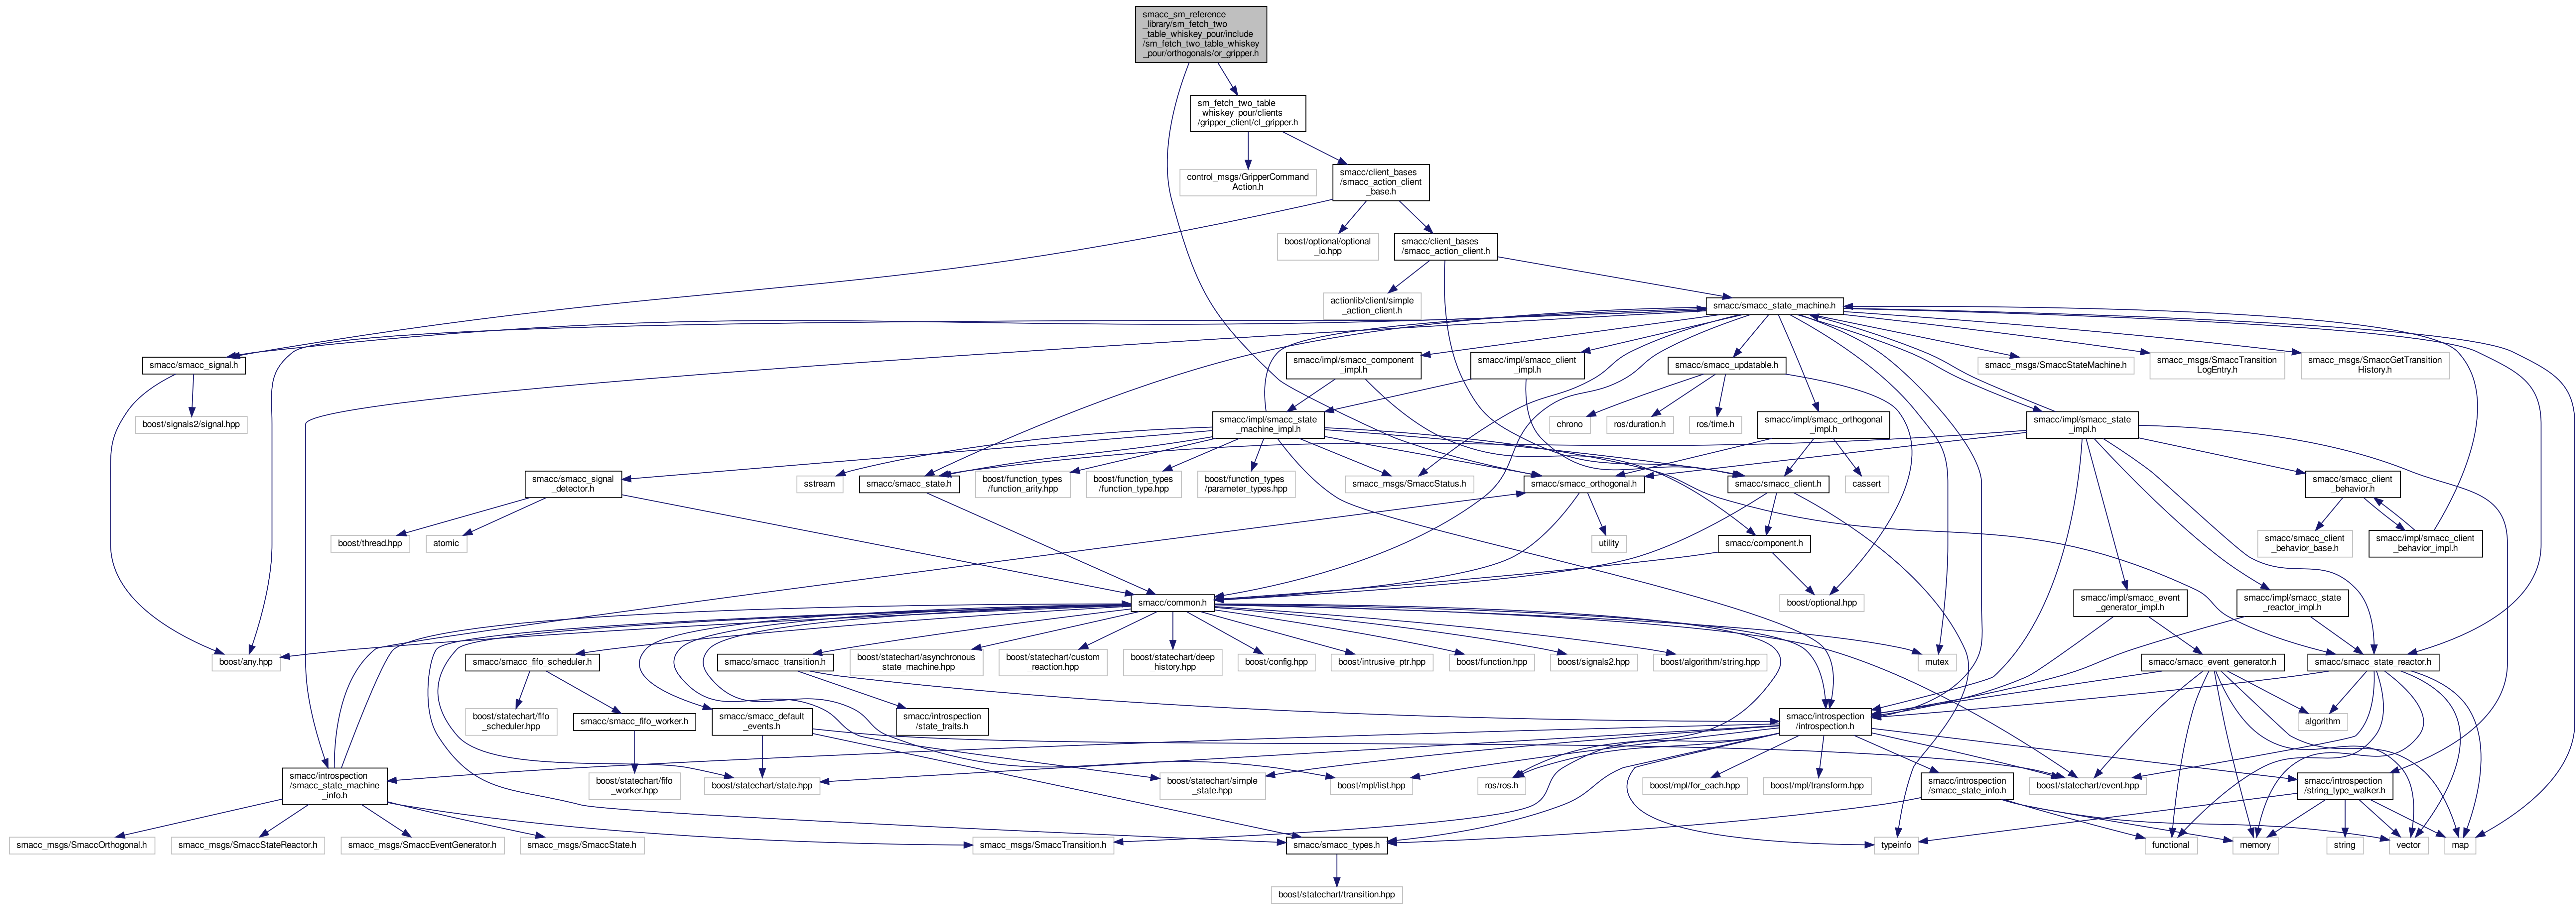 smacc_sm_reference
_library/sm_fetch_two
_table_whiskey_pour/include
/sm_fetch_two_table_whiskey
_pour/orthogonals/or_gripper.h
sm_fetch_two_table
_whiskey_pour/clients
/gripper_client/cl_gripper.h
control_msgs/GripperCommand
Action.h
smacc/client_bases
/smacc_action_client
_base.h
boost/optional/optional
_io.hpp
smacc/client_bases
/smacc_action_client.h
actionlib/client/simple
_action_client.h
smacc/smacc_state_machine.h
smacc/smacc_signal.h
smacc/impl/smacc_component
_impl.h
smacc/impl/smacc_client
_impl.h
smacc/smacc_updatable.h
smacc_msgs/SmaccStateMachine.h
smacc_msgs/SmaccTransition
LogEntry.h
smacc_msgs/SmaccGetTransition
History.h
boost/signals2/signal.hpp
smacc/impl/smacc_state
_machine_impl.h
chrono
ros/duration.h
ros/time.h
smacc/impl/smacc_orthogonal
_impl.h
smacc/impl/smacc_state
_impl.h
smacc/smacc_signal
_detector.h
sstream
smacc/smacc_state.h
boost/function_types
/function_arity.hpp
boost/function_types
/function_type.hpp
boost/function_types
/parameter_types.hpp
smacc_msgs/SmaccStatus.h
smacc/smacc_orthogonal.h
smacc/smacc_client.h
cassert
smacc/smacc_client
_behavior.h
boost/thread.hpp
atomic
utility
smacc/component.h
smacc/smacc_client
_behavior_base.h
smacc/impl/smacc_client
_behavior_impl.h
smacc/common.h
boost/optional.hpp
smacc/impl/smacc_event
_generator_impl.h
smacc/impl/smacc_state
_reactor_impl.h
boost/any.hpp
smacc/smacc_fifo_scheduler.h
smacc/smacc_transition.h
boost/statechart/asynchronous
_state_machine.hpp
boost/statechart/custom
_reaction.hpp
boost/statechart/deep
_history.hpp
boost/config.hpp
boost/intrusive_ptr.hpp
boost/function.hpp
boost/signals2.hpp
boost/algorithm/string.hpp
mutex
smacc/smacc_event_generator.h
smacc/smacc_state_reactor.h
boost/statechart/fifo
_scheduler.hpp
smacc/smacc_fifo_worker.h
smacc/smacc_default
_events.h
smacc/introspection
/state_traits.h
smacc/introspection
/introspection.h
algorithm
smacc/introspection
/smacc_state_machine
_info.h
boost/statechart/fifo
_worker.hpp
boost/statechart/state.hpp
boost/statechart/simple
_state.hpp
boost/mpl/list.hpp
ros/ros.h
boost/mpl/for_each.hpp
boost/mpl/transform.hpp
smacc/introspection
/smacc_state_info.h
boost/statechart/event.hpp
smacc/introspection
/string_type_walker.h
smacc_msgs/SmaccOrthogonal.h
smacc_msgs/SmaccStateReactor.h
smacc_msgs/SmaccEventGenerator.h
smacc_msgs/SmaccState.h
smacc_msgs/SmaccTransition.h
smacc/smacc_types.h
typeinfo
functional
memory
string
vector
map
boost/statechart/transition.hpp